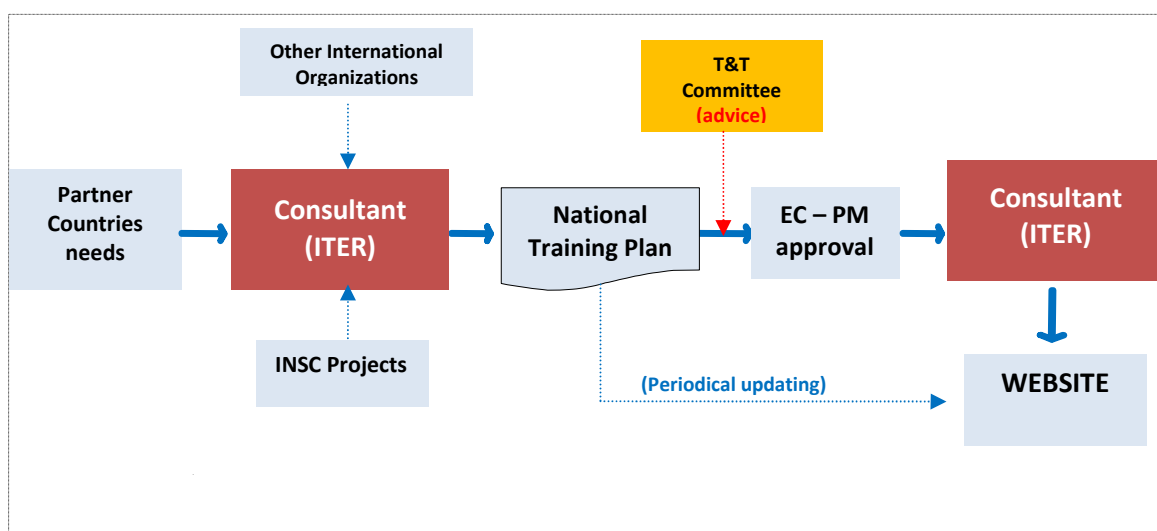 Other International
Organizations
T&T
Committee
(advice)
Partner
Countries
needs
Consultant
(ITER)
National
Training Plan
EC – PM
approval
Consultant
(ITER)
INSC Projects
(Periodical updating)
WEBSITE